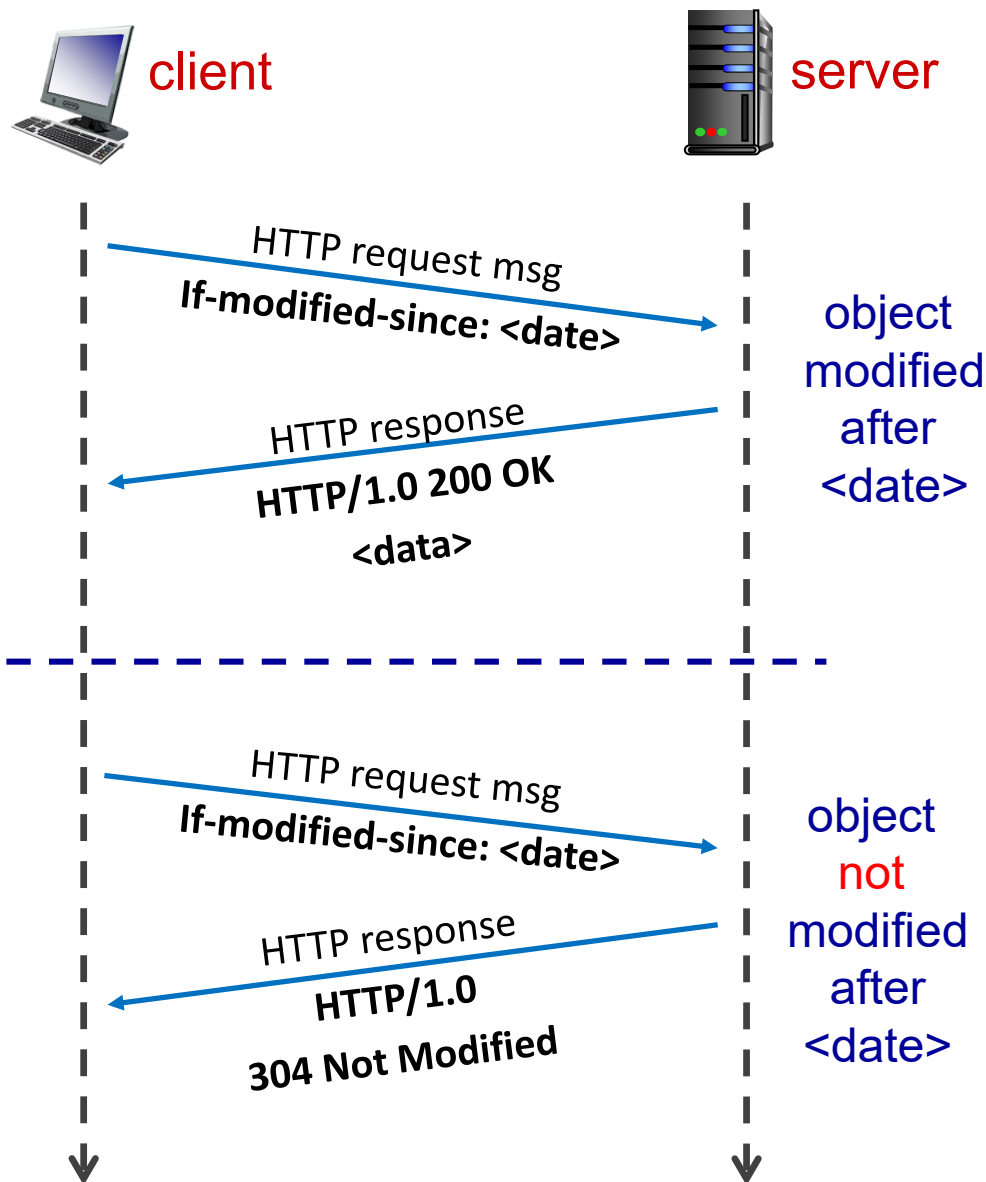 client
server
HTTP request msg
If-modified-since: <date>
object
modified
after
<date>
HTTP response
HTTP/1.0 200 OK
<data>
HTTP request msg
If-modified-since: <date>
object
not
modified
after
<date>
HTTP response
HTTP/1.0
304 Not Modified